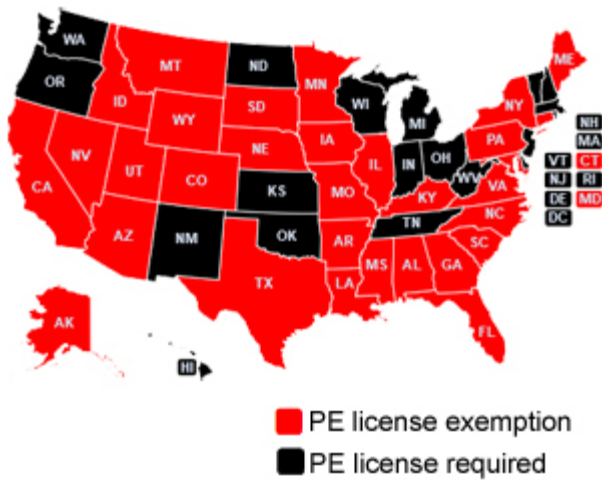 WA
MT
ND
MN
ME
OR
ID
SD
WI
NY
WY
MI
NH
IA
PA
MA
NE
NV
IL
IN
OH
VT CT
UT
CO
WV
NJ RI
CA
KS
MO
KY
VA
DE MD
DC
TN
NC
AZ
NM
OK
AR
SC
MS
AL
GA
TX
LA
AK
FL
HI
PE license exemption
PE license required